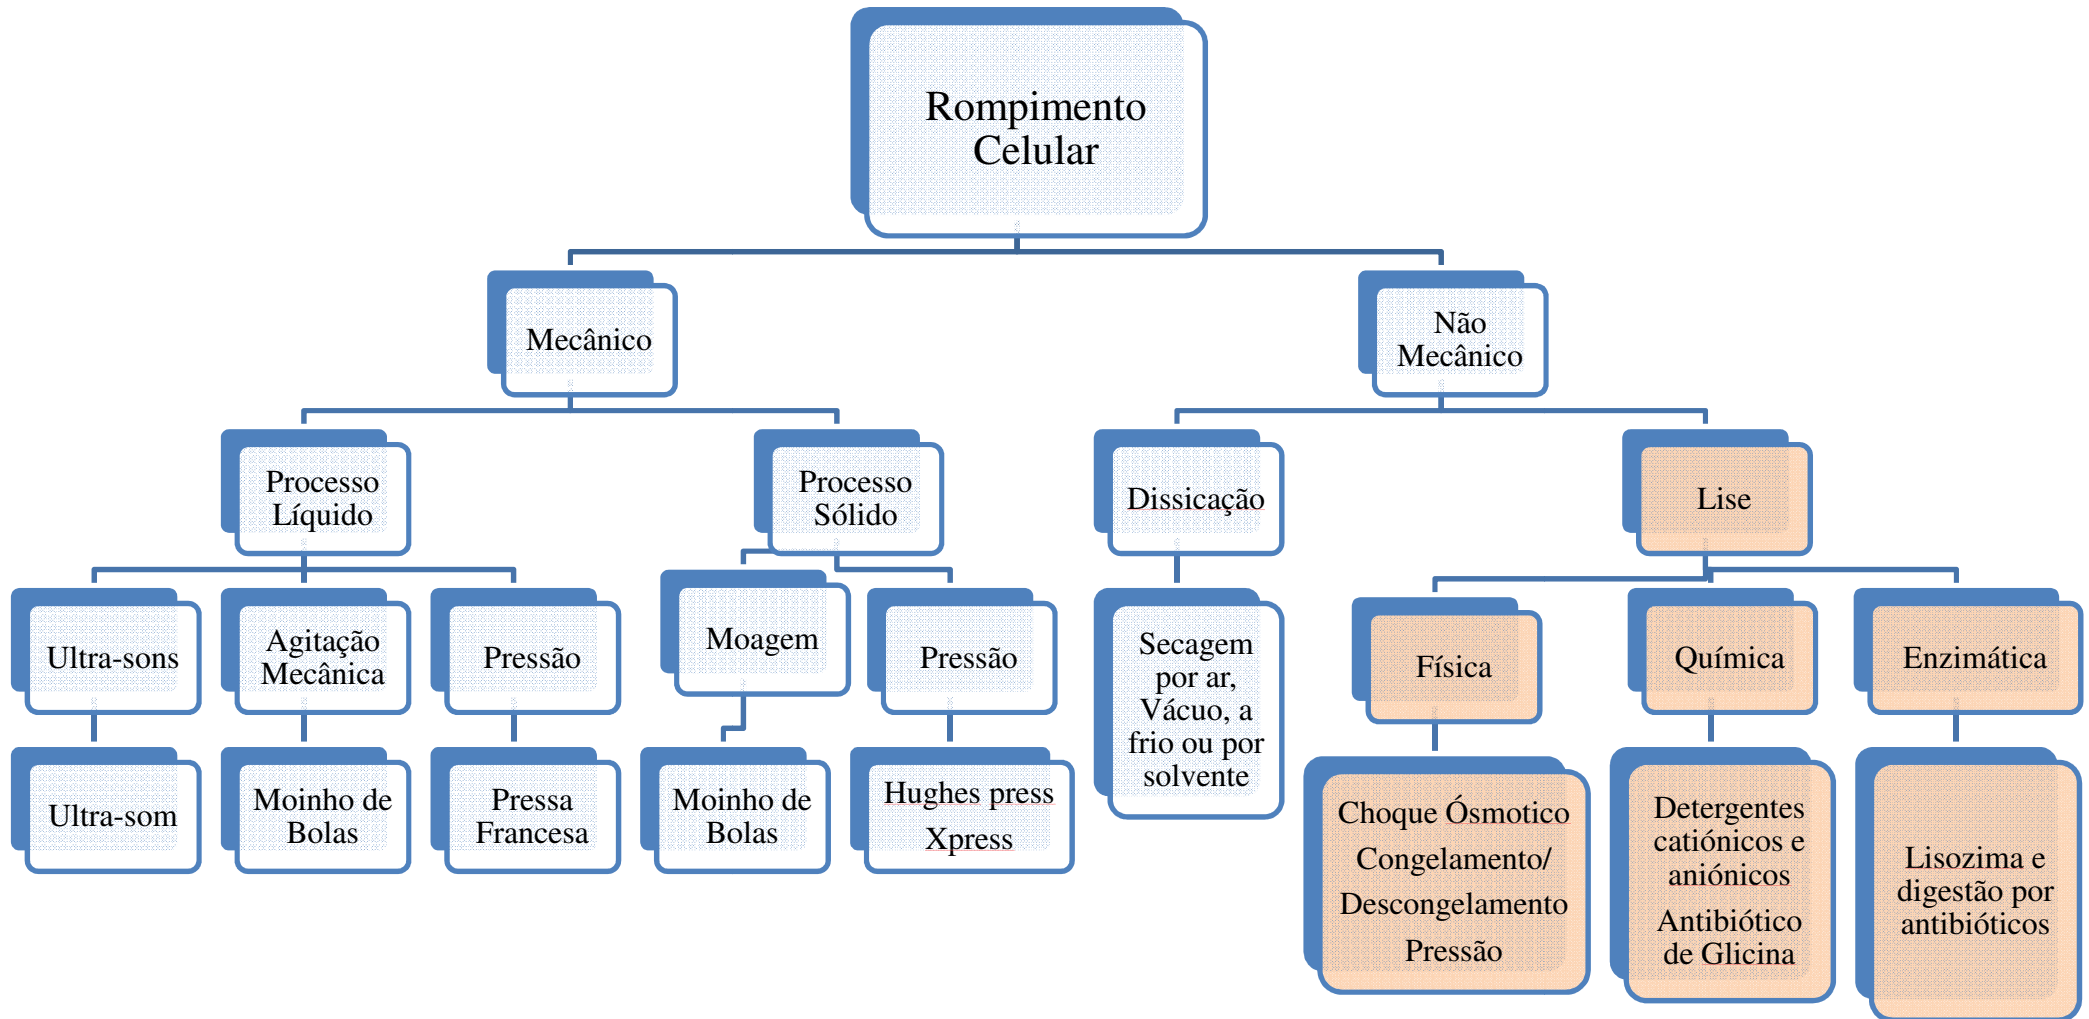 Rompimento
Celular
Mecânico
Não
Mecânico
Processo
Líquido
Processo
Sólido
Dissicação
Lise
Ultra-sons
Agitação
Mecânica
Pressão
Moagem
Pressão
Secagem
por ar,
Vácuo, a
frio ou por
solvente
Física
Química
Enzimática
Ultra-som
Moinho de
Bolas
Pressa
Francesa
Moinho de
Bolas
Hughes press
Xpress
Choque Ósmotico
Congelamento/
Descongelamento
Pressão
Detergentes
catiónicos e
aniónicos
Antibiótico
de Glicina
Lisozima e
digestão por
antibióticos